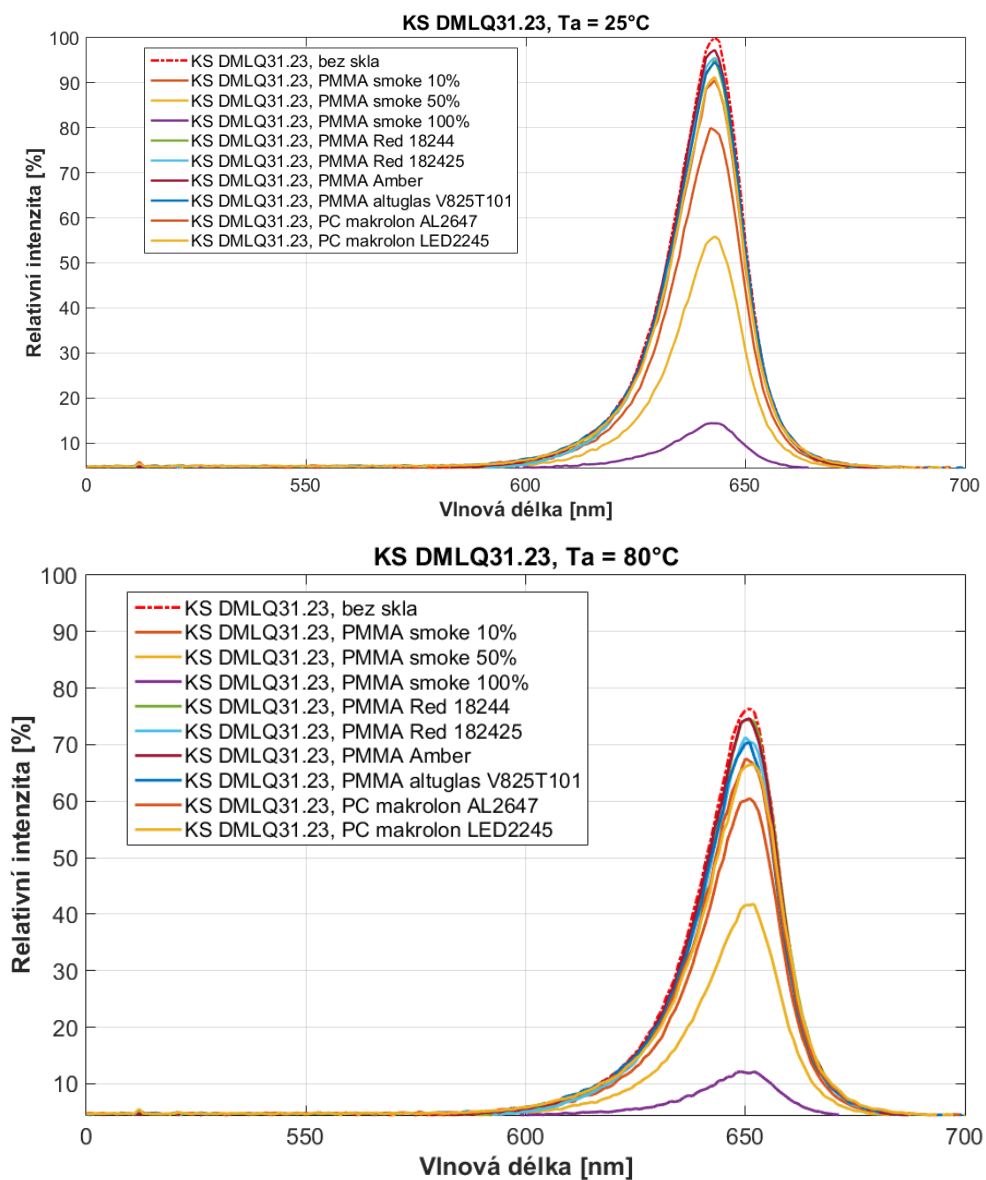 KS DMLQ31.23, Ta = 25°C
100
90
80
70
60
50
40
30
20
10
Relativní intenzita [%]
KS DMLQ31.23, bez skla
KS DMLQ31.23, PMMA smoke 10%
KS DMLQ31.23, PMMA smoke 50%
KS DMLQ31.23, PMMA smoke 100%
KS DMLQ31.23, PMMA Red 18244
KS DMLQ31.23, PMMA Red 182425
KS DMLQ31.23, PMMA Amber
KS DMLQ31.23, PMMA altuglas V825T101
KS DMLQ31.23, PC makrolon AL2647
KS DMLQ31.23, PC makrolon LED2245
0 550 600 650 700
Vlnová délka [nm]
KS DMLQ31.23, Ta = 80°C
100
90
80
70
60
50
40
30
20
10
Relativní intenzita [%]
KS DMLQ31.23, bez skla
KS DMLQ31.23, PMMA smoke 10%
KS DMLQ31.23, PMMA smoke 50%
KS DMLQ31.23, PMMA smoke 100%
KS DMLQ31.23, PMMA Red 18244
KS DMLQ31.23, PMMA Red 182425
KS DMLQ31.23, PMMA Amber
KS DMLQ31.23, PMMA altuglas V825T101
KS DMLQ31.23, PC makrolon AL2647
KS DMLQ31.23, PC makrolon LED2245
0 550 600 650 700
Vlnová délka [nm]